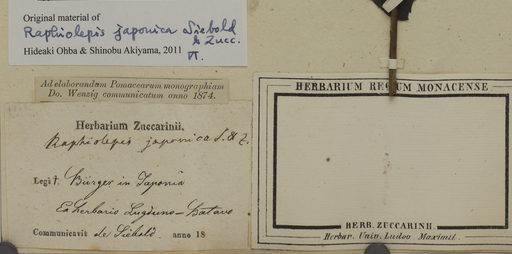 Original material of
Raphiolepis japonica Siebold
& Zucc.
Hideaki Ohba & Shinobu Akiyama, 2011
Ad elaborandam Pomacearum monographiam
Do. Wenzig communicatum anno 1874.
Herbarium Zuccarinii.
Raphiolepis japonica S. & Z.
Legit. Bürger in Japonia
Ex herbario Lugduno-Batavo
Communicavit de Siebold anno 18
HERBARIUM REGIUM MONACENSE
HERB. ZUCCARINII.
Herbar. Univ. Ludov Maximil.